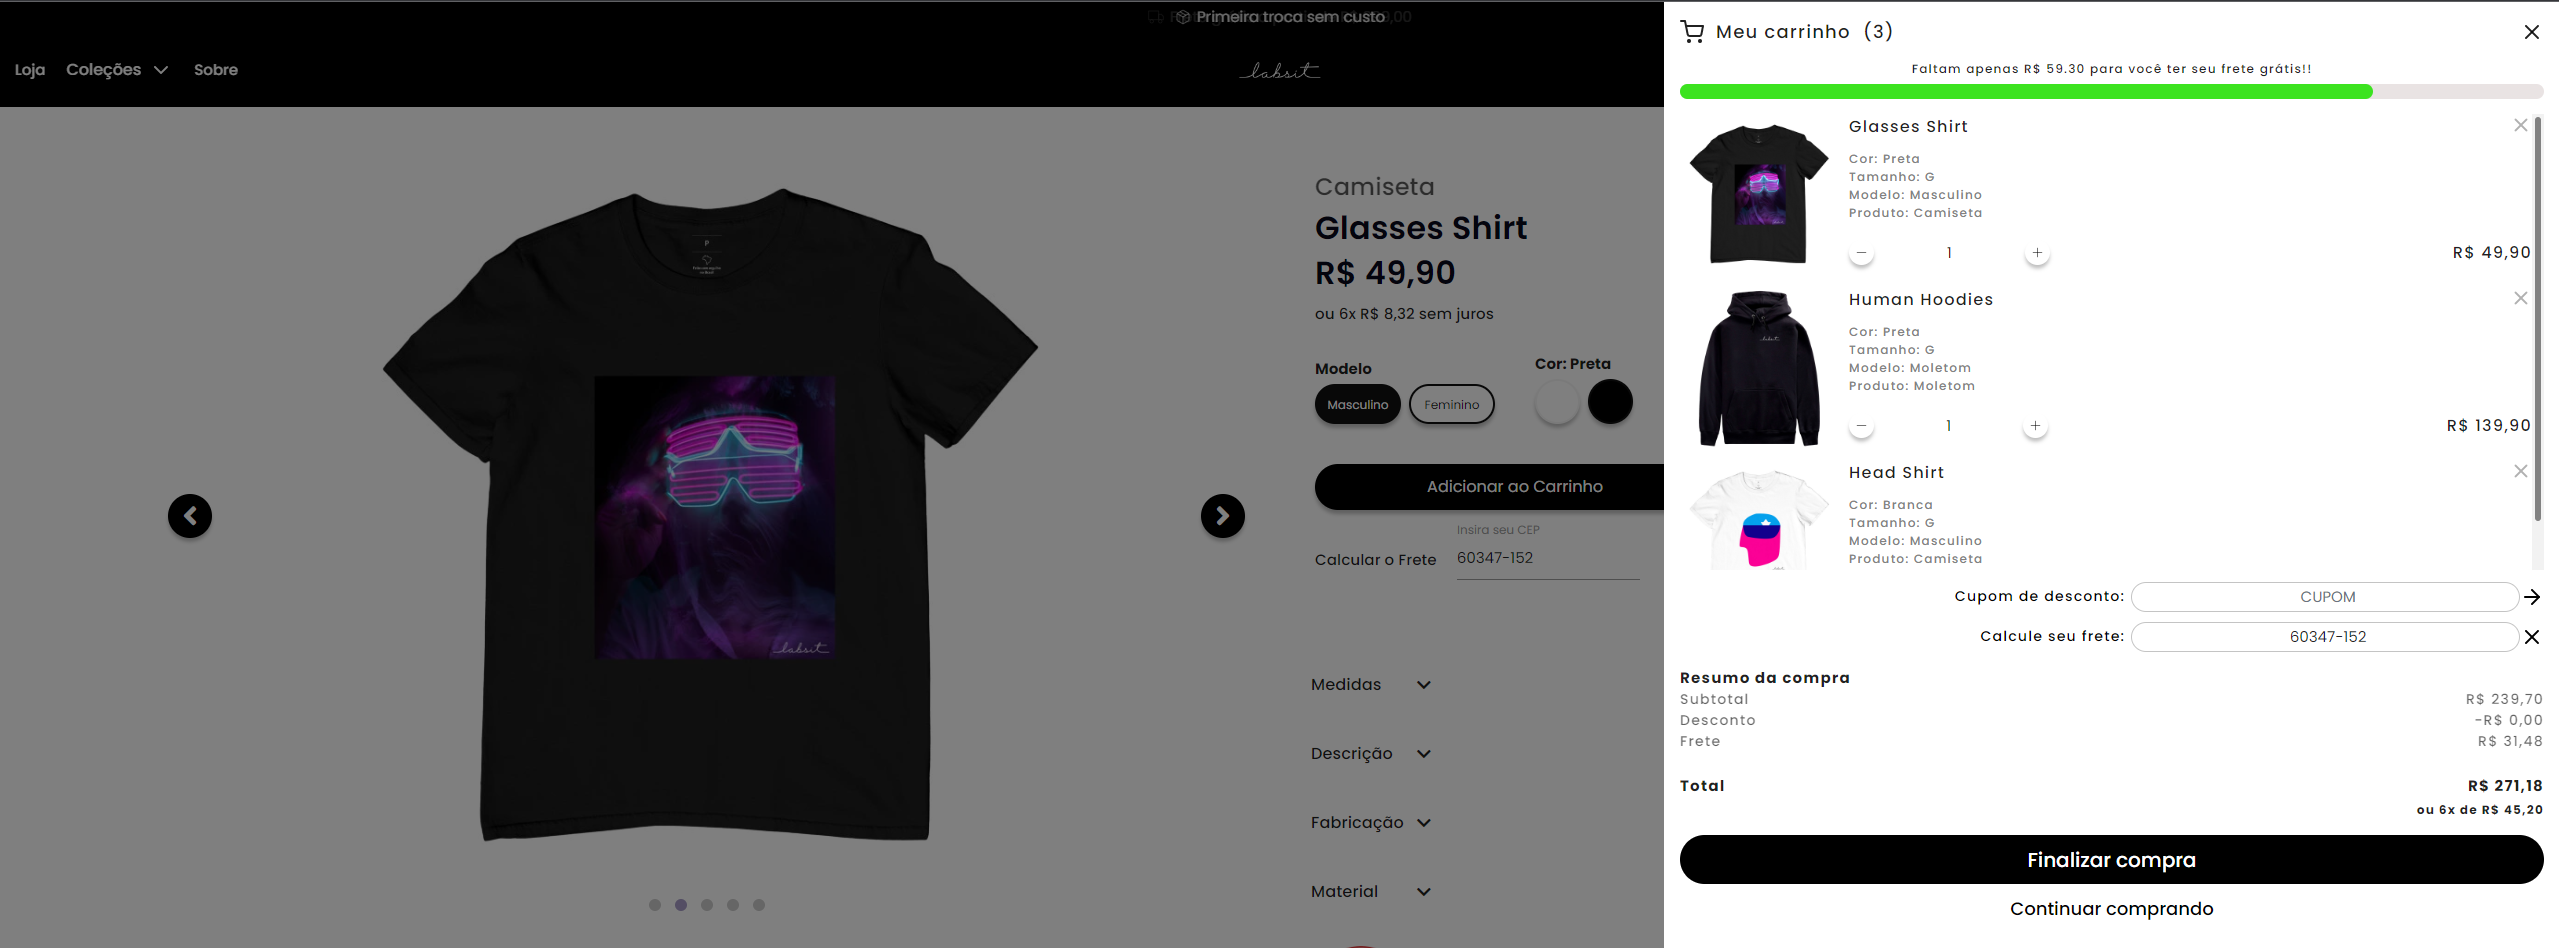 Primeira troca sem custo
Loja Coleções Sobre
labsit
P
labsit
Camiseta
Glasses Shirt
R$ 49,90
ou 6x R$ 8,32 sem juros
Modelo
Masculino Feminino
Cor: Preta
Adicionar ao Carrinho
Insira seu CEP
Calcular o Frete 60347-152
Medidas
Descrição
Fabricação
Material
Meu carrinho (3)
Faltam apenas R$ 59.30 para você ter seu frete grátis!!
Glasses Shirt
Cor: Preta
Tamanho: G
Modelo: Masculino
Produto: Camiseta
− 1 + R$ 49,90
Human Hoodies
Cor: Preta
Tamanho: G
Modelo: Moletom
Produto: Moletom
labsit
− 1 + R$ 139,90
Head Shirt
Cor: Branca
Tamanho: G
Modelo: Masculino
Produto: Camiseta
Cupom de desconto: CUPOM
Calcule seu frete: 60347-152
Resumo da compra
Subtotal R$ 239,70
Desconto -R$ 0,00
Frete R$ 31,48
Total R$ 271,18
ou 6x de R$ 45,20
Finalizar compra
Continuar comprando